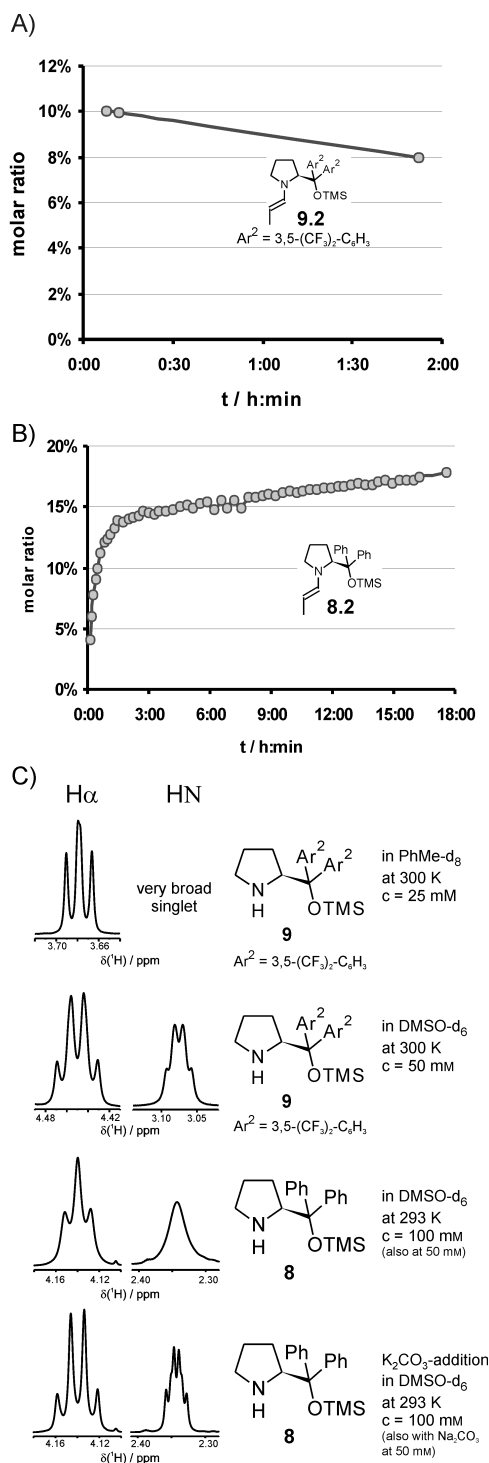 A)
12%
10%
8%
6%
4%
2%
0%
molar ratio
0:00 0:30 1:00 1:30 2:00
t / h:min
Ar² Ar²
N
OTMS
9.2
Ar² = 3,5-(CF₃)₂-C₆H₃
B)
20%
15%
10%
5%
0%
molar ratio
0:00 3:00 6:00 9:00 12:00 15:00 18:00
t / h:min
Ph Ph
N
OTMS
8.2
C)
Hα HN
3.70 3.66
δ(¹H) / ppm
very broad
singlet
Ar² Ar²
N
H
OTMS
9
Ar² = 3,5-(CF₃)₂-C₆H₃
in PhMe-d₈
at 300 K
c = 25 mM
4.48 4.42
δ(¹H) / ppm
3.10 3.05
Ar² Ar²
N
H
OTMS
9
Ar² = 3,5-(CF₃)₂-C₆H₃
in DMSO-d₆
at 300 K
c = 50 mM
4.16 4.12
δ(¹H) / ppm
2.40 2.30
Ph Ph
N
H
OTMS
8
in DMSO-d₆
at 293 K
c = 100 mM
(also at 50 mM)
4.16 4.12
δ(¹H) / ppm
2.40 2.30
Ph Ph
N
H
OTMS
8
K₂CO₃-addition
in DMSO-d₆
at 293 K
c = 100 mM
(also with Na₂CO₃
at 50 mM)